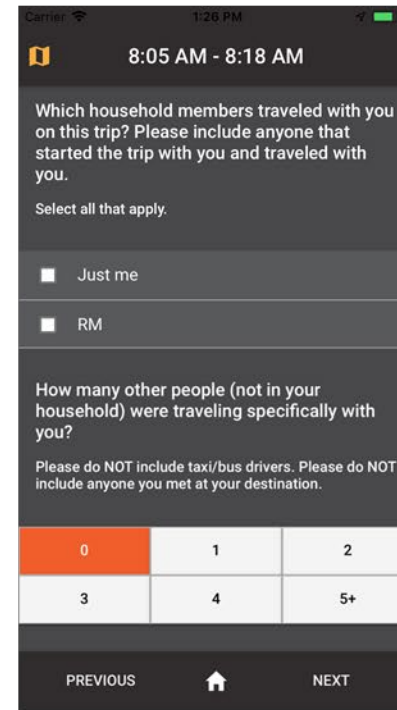 Carrier 1:26 PM
8:05 AM - 8:18 AM
Which household members traveled with you
on this trip? Please include anyone that
started the trip with you and traveled with
you.
Select all that apply.
Just me
RM
How many other people (not in your
household) were traveling specifically with
you?
Please do NOT include taxi/bus drivers. Please do NOT
include anyone you met at your destination.
0 1 2
3 4 5+
PREVIOUS NEXT